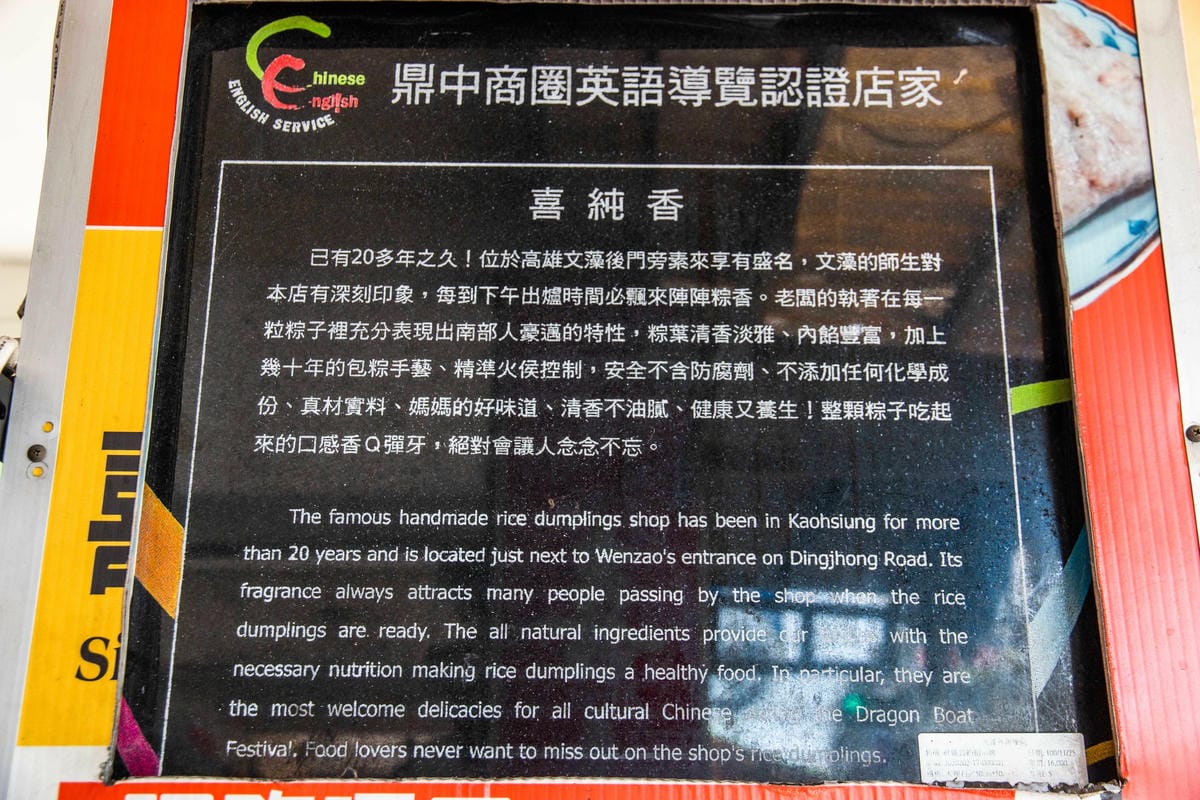 Chinese
English
ENGLISH SERVICE
鼎中商圈英語導覽認證店家
喜純香
已有20多年之久！位於高雄文藻後門旁素來享有盛名，文藻的師生對
本店有深刻印象，每到下午出爐時間必飄來陣陣粽香。老闆的執著在每一
粒粽子裡充分表現出南部人豪邁的特性，粽葉清香淡雅、內餡豐富，加上
幾十年的包粽手藝、精準火侯控制，安全不含防腐劑、不添加任何化學成
份、真材實料、媽媽的好味道、清香不油膩、健康又養生！整顆粽子吃起
來的口感香Q彈牙，絕對會讓人念念不忘。
The famous handmade rice dumplings shop has been in Kaohsiung for more
than 20 years and is located just next to Wenzao's entrance on Dingjhong Road. Its
fragrance always attracts many people passing by the shop when the rice
dumplings are ready. The all natural ingredients provide our with the
necessary nutrition making rice dumplings a healthy food. In particular, they are
the most welcome delicacies for all cultural Chinese the Dragon Boat
Festival. Food lovers never want to miss out on the shop's rice dumplings.
Si
100/11/25
16,000